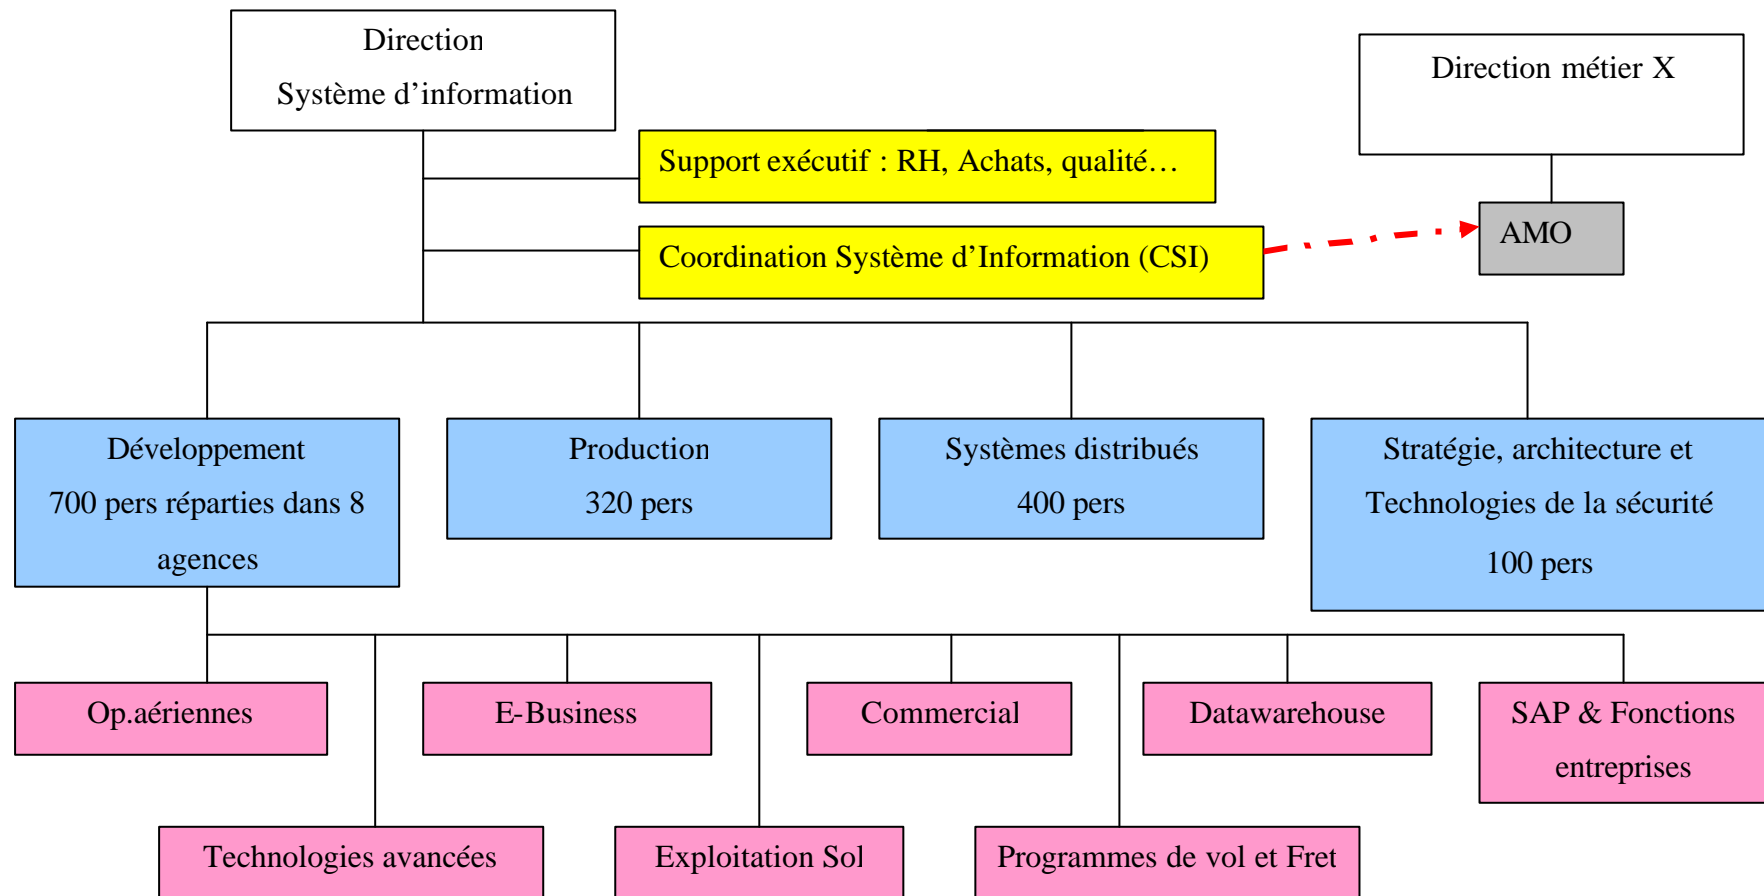 Direction
Système d’information
Direction métier X
Support exécutif : RH, Achats, qualité…
AMO
Coordination Système d’Information (CSI)
Développement
700 pers réparties dans 8
agences
Production
320 pers
Systèmes distribués
400 pers
Stratégie, architecture et
Technologies de la sécurité
100 pers
Op.aériennes
E-Business
Commercial
Datawarehouse
SAP & Fonctions
entreprises
Technologies avancées
Exploitation Sol
Programmes de vol et Fret